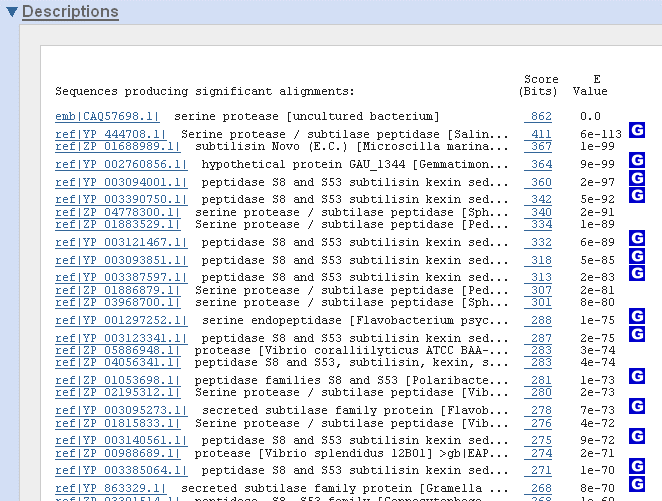 Descriptions
Score E
Sequences producing significant alignments: (Bits) Value
emb|CAQ57698.1| serine protease [uncultured bacterium] 862 0.0
ref|YP_444708.1| Serine protease / subtilase peptidase [Salin... 411 6e-113 G
ref|ZP_01688989.1| subtilisin Novo (E.C.) [Microscilla marina... 367 1e-99
ref|YP_002760856.1| hypothetical protein GAU_1344 [Gemmatimon... 364 9e-99 G
ref|YP_003094001.1| peptidase S8 and S53 subtilisin kexin sed... 360 2e-97 G
ref|YP_003390750.1| peptidase S8 and S53 subtilisin kexin sed... 342 5e-92 G
ref|ZP_04778300.1| serine protease / subtilase peptidase [Sph... 340 2e-91
ref|ZP_01883529.1| Serine protease / subtilase peptidase [Ped... 334 1e-89
ref|YP_003121467.1| peptidase S8 and S53 subtilisin kexin sed... 332 6e-89 G
ref|YP_003093851.1| peptidase S8 and S53 subtilisin kexin sed... 318 5e-85 G
ref|YP_003387597.1| peptidase S8 and S53 subtilisin kexin sed... 313 2e-83 G
ref|ZP_01886879.1| Serine protease / subtilase peptidase [Ped... 307 2e-81
ref|ZP_03968700.1| serine protease / subtilase peptidase [Sph... 301 8e-80
ref|YP_001297252.1| serine endopeptidase [Flavobacterium psyc... 288 1e-75 G
ref|YP_003123341.1| peptidase S8 and S53 subtilisin kexin sed... 287 2e-75 G
ref|ZP_05886948.1| protease [Vibrio coralliilyticus ATCC BAA-... 283 3e-74
ref|ZP_04056341.1| peptidase S8 and S53, subtilisin, kexin, s... 283 4e-74
ref|ZP_01053698.1| peptidase families S8 and S53 [Polaribacte... 281 1e-73 G
ref|ZP_02195312.1| Serine protease / subtilase peptidase [Vib... 280 2e-73
ref|YP_003095273.1| secreted subtilase family protein [Flavob... 278 7e-73 G
ref|ZP_01815833.1| Serine protease / subtilase peptidase [Vib... 276 4e-72
ref|YP_003140561.1| peptidase S8 and S53 subtilisin kexin sed... 275 9e-72 G
ref|ZP_00988689.1| protease [Vibrio splendidus 12B01] >gb|EAP... 274 2e-71
ref|YP_003385064.1| peptidase S8 and S53 subtilisin kexin sed... 271 1e-70 G
ref|YP_863329.1| secreted subtilase family protein [Gramella ... 268 8e-70 G